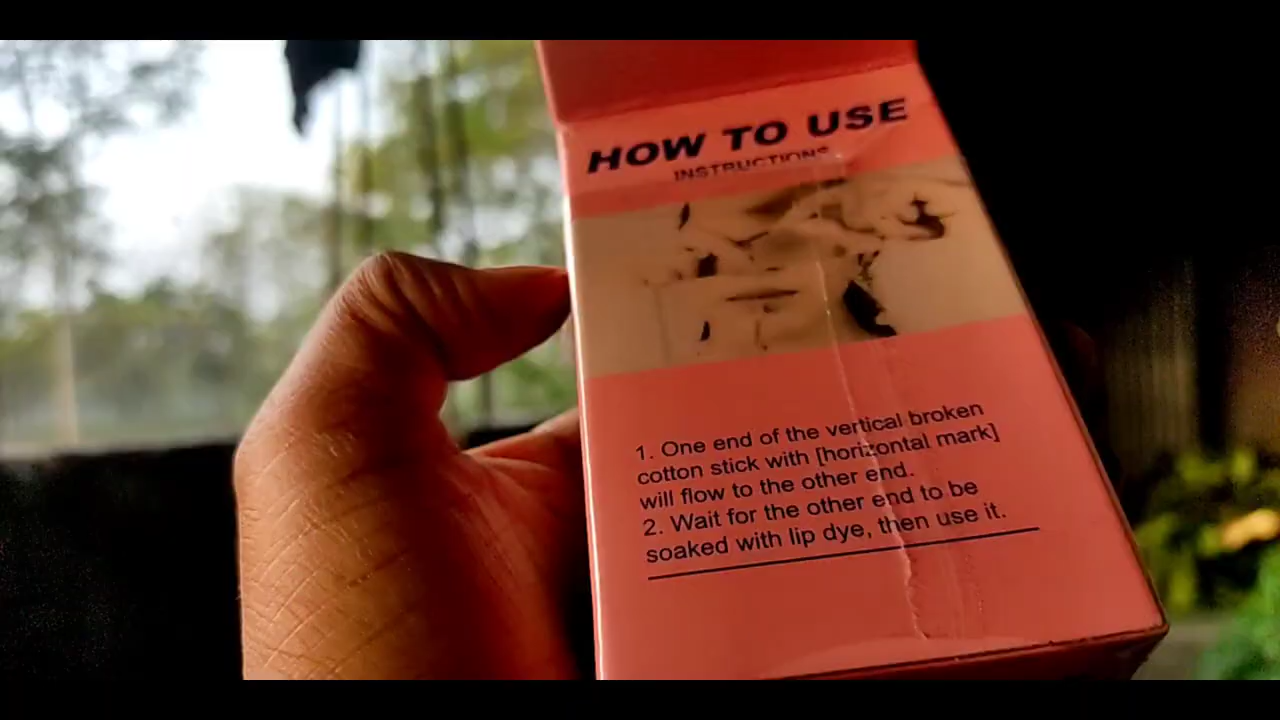 HOW TO USE
INSTRUCTIONS
1. One end of the vertical broken
cotton stick with [horizontal mark]
will flow to the other end.
2. Wait for the other end to be
soaked with lip dye, then use it.